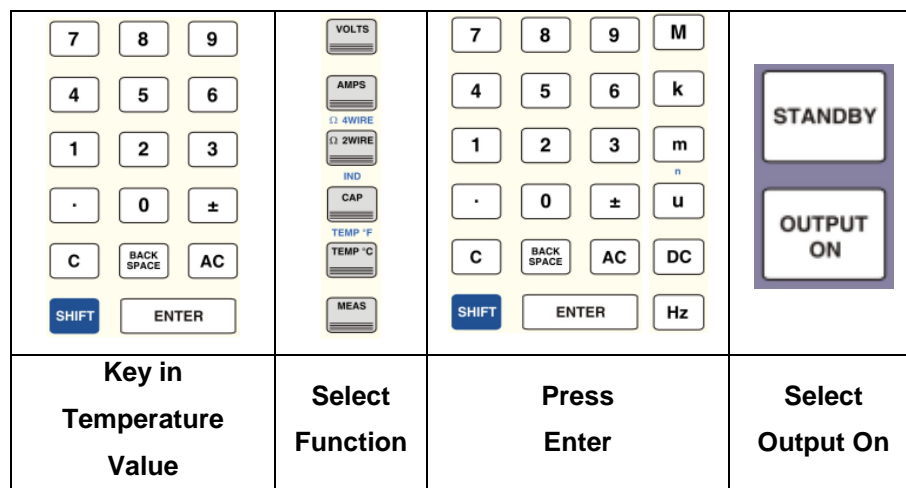 7 8 9
4 5 6
1 2 3
. 0 ±
C BACK SPACE AC
SHIFT ENTER
VOLTS
AMPS
Ω 4WIRE
Ω 2WIRE
IND
CAP
TEMP °F
TEMP °C
MEAS
7 8 9 M
4 5 6 k
1 2 3 m
n
. 0 ± u
C BACK SPACE AC DC
SHIFT ENTER Hz
STANDBY
OUTPUT
ON
Key in
Temperature
Value
Select
Function
Press
Enter
Select
Output On